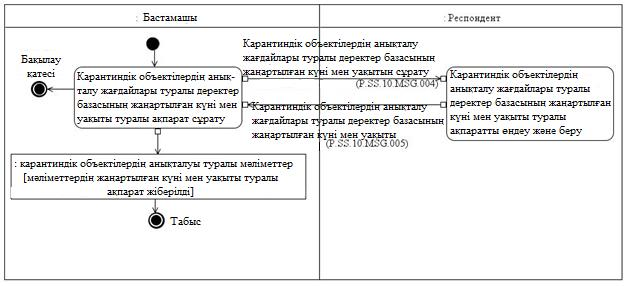 : Бастамашы
: Респондент
Бақылау
қатесі
Карантиндік объектілердің анық-
талу жағдайлары туралы деректер
базасының жаңартылған күні мен
уақыты туралы ақпарат сұрату
Карантиндік объектілердің анықталу
жағдайлары туралы деректер базасының
жаңартылған күні мен уақытын сұрату
(P.SS.10.MSG.004)
Карантиндік объектілердің анықталу
жағдайлары туралы деректер базасының
жаңартылған күні мен уақыты
(P.SS.10.MSG.005)
Карантиндік объектілердің
анықталу жағдайлары туралы
деректер базасының жаңартылған
күні мен уақыты туралы
ақпаратты өңдеу және беру
: карантиндік объектілердің анықталуы туралы мәліметтер
[мәліметтердің жаңартылған күні мен уақыты туралы
ақпарат жіберілді]
Табыс